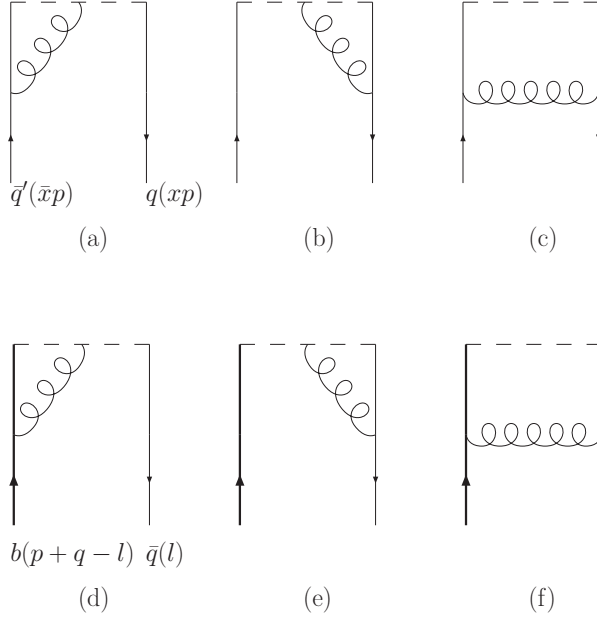 q̄′(x̄p) q(xp)
(a) (b) (c)
b(p + q − l) q̄(l)
(d) (e) (f)